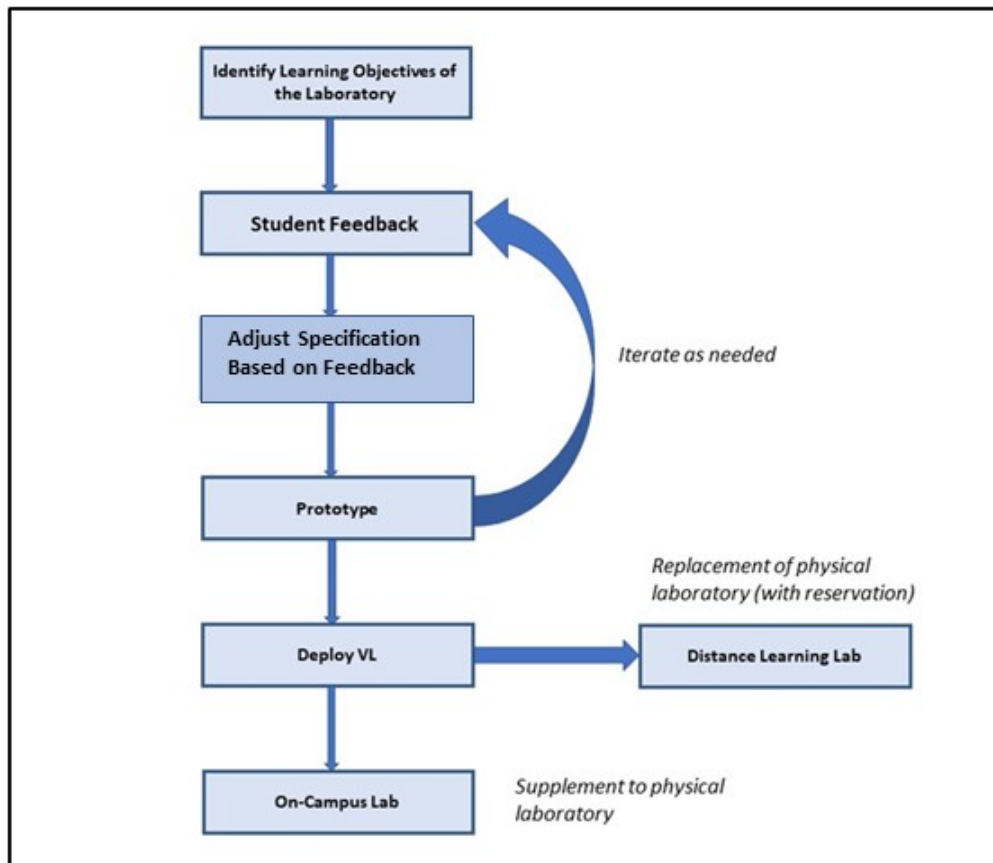 Identify Learning Objectives of
the Laboratory
Student Feedback
Adjust Specification
Based on Feedback
Iterate as needed
Prototype
Replacement of physical
laboratory (with reservation)
Deploy VL
Distance Learning Lab
On-Campus Lab
Supplement to physical
laboratory